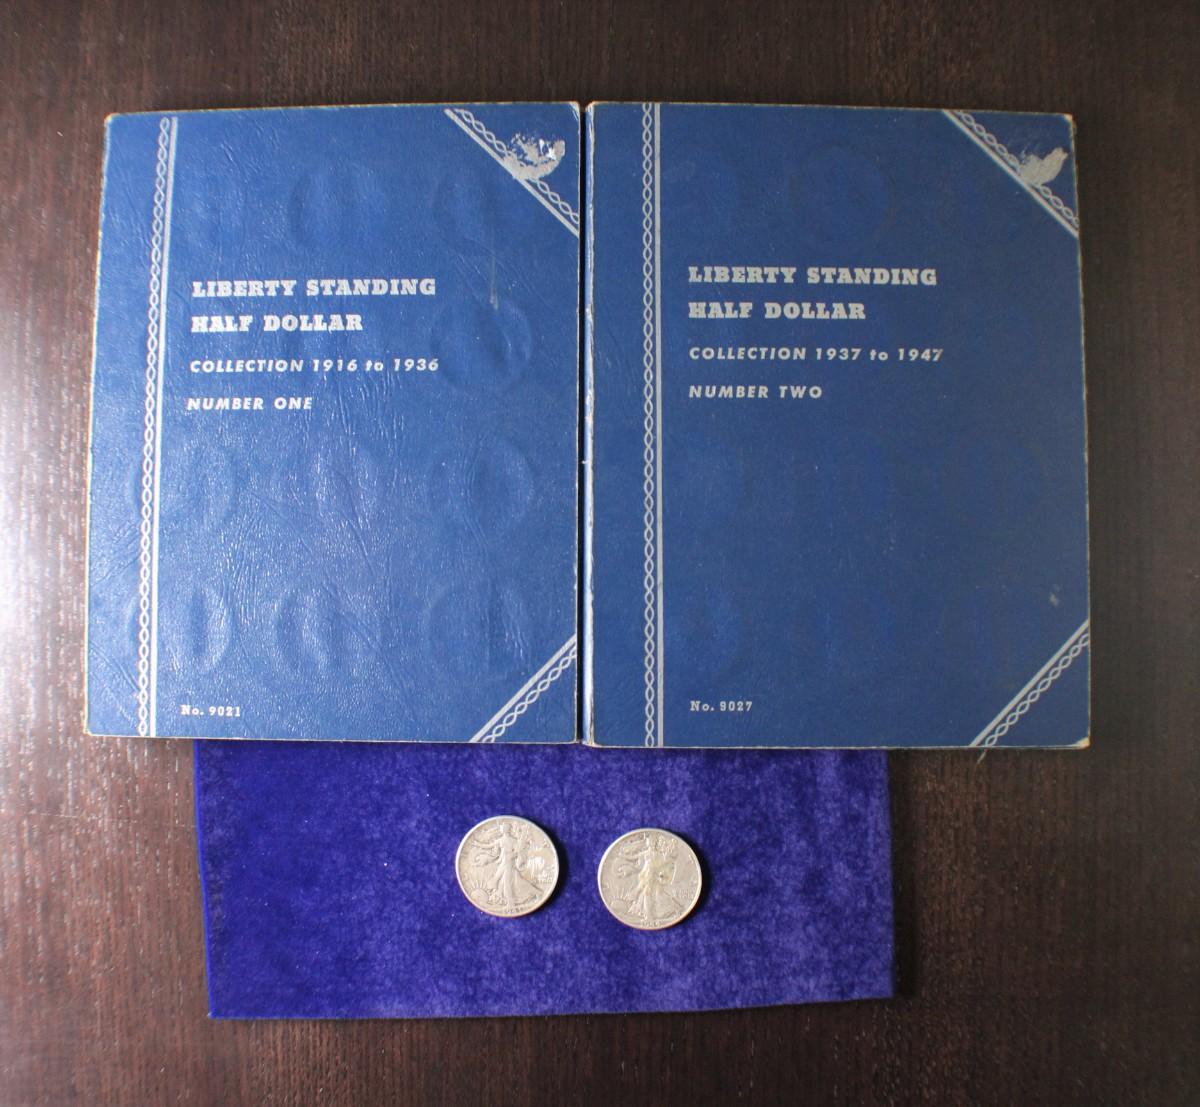 LIBERTY STANDING
HALF DOLLAR
COLLECTION 1916 to 1936
NUMBER ONE
No. 9021
LIBERTY STANDING
HALF DOLLAR
COLLECTION 1937 to 1947
NUMBER TWO
No. 9027